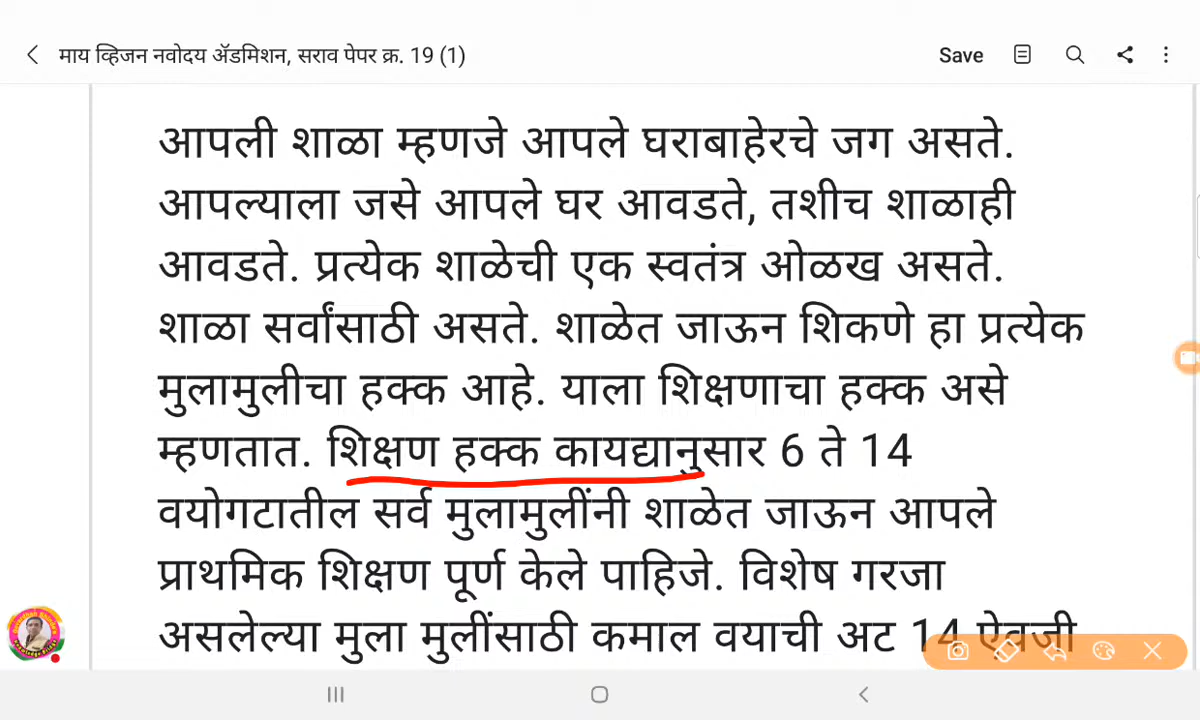 माय व्हिजन नवोदय ॲडमिशन, सराव पेपर क्र. 19 (1)
Save
आपली शाळा म्हणजे आपले घराबाहेरचे जग असते.
आपल्याला जसे आपले घर आवडते, तशीच शाळाही
आवडते. प्रत्येक शाळेची एक स्वतंत्र ओळख असते.
शाळा सर्वांसाठी असते. शाळेत जाऊन शिकणे हा प्रत्येक
मुलामुलीचा हक्क आहे. याला शिक्षणाचा हक्क असे
म्हणतात. शिक्षण हक्क कायद्यानुसार 6 ते 14
वयोगटातील सर्व मुलामुलींनी शाळेत जाऊन आपले
प्राथमिक शिक्षण पूर्ण केले पाहिजे. विशेष गरजा
असलेल्या मुला मुलींसाठी कमाल वयाची अट 14 ऐवजी